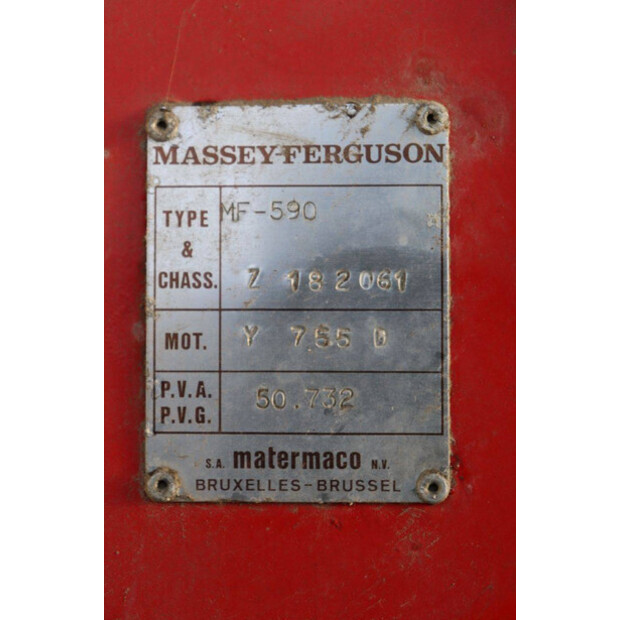 MASSEY-FERGUSON
TYPE MF-590
&
CHASS. Z 182061
MOT. Y 755 D
P.V.A.
P.V.G. 50.732
S.A. matermaco N.V.
BRUXELLES-BRUSSEL